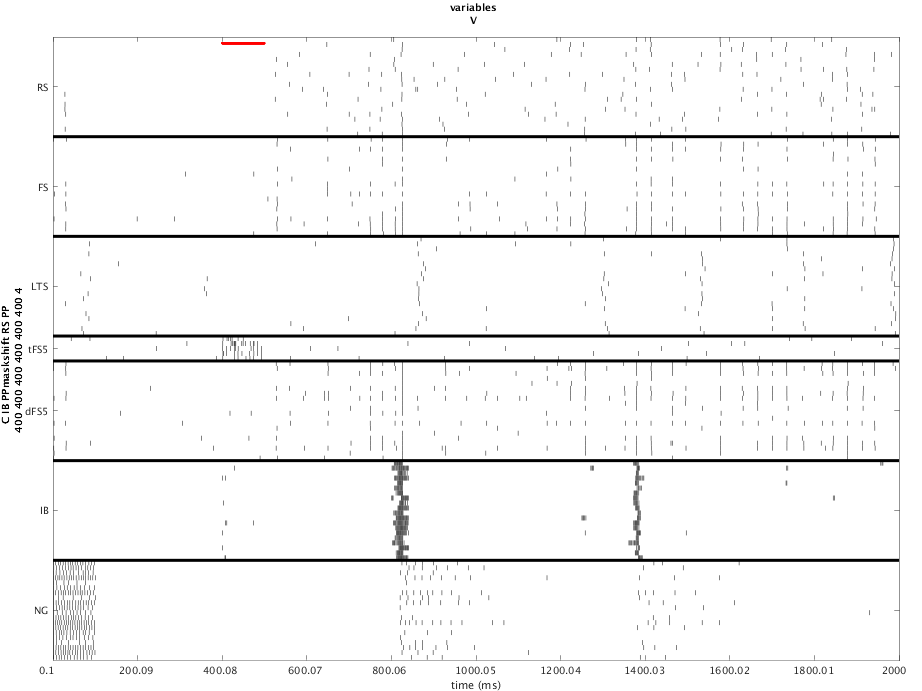 variables
V
RS
FS
LTS
tFS5
dFS5
IB
NG
C IB PPmaskshift RS PP
400 400 400 400 400 400 4
0.1 200.09 400.08 600.07 800.06 1000.05 1200.04 1400.03 1600.02 1800.01 2000
time (ms)